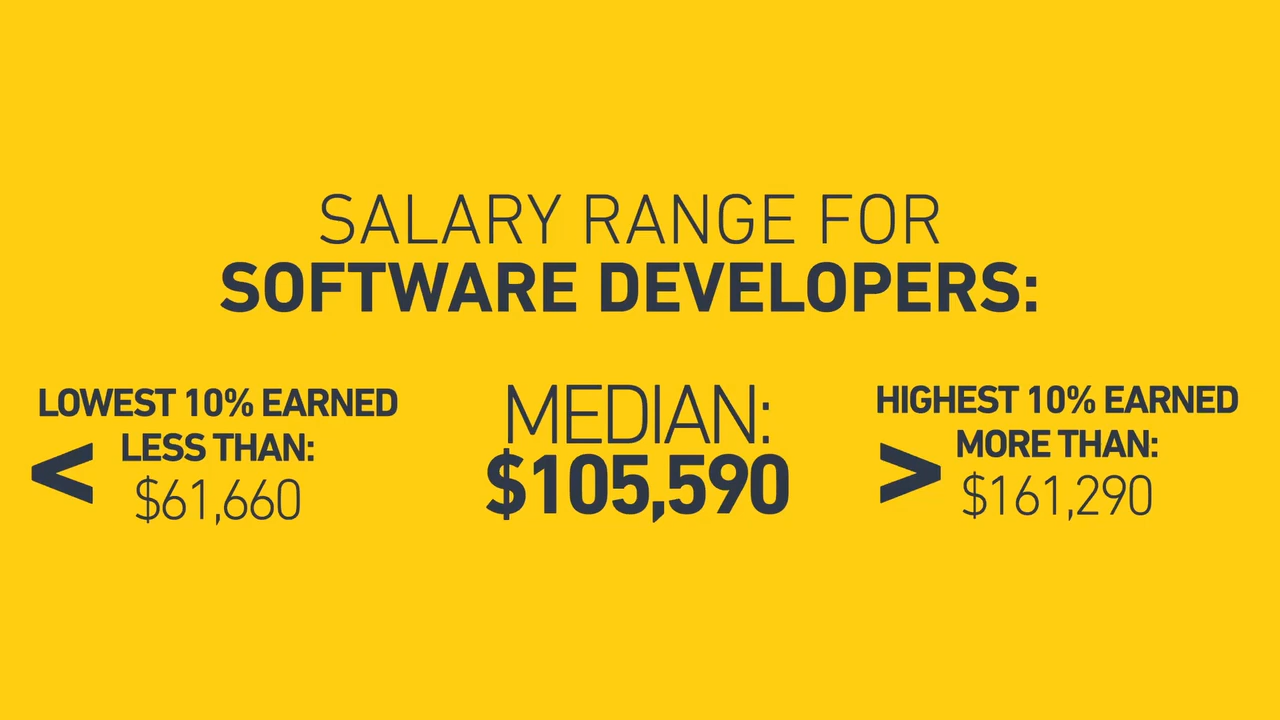 SALARY RANGE FOR
SOFTWARE DEVELOPERS:
LOWEST 10% EARNED
< LESS THAN:
$61,660
MEDIAN:
$105,590
HIGHEST 10% EARNED
> MORE THAN:
$161,290